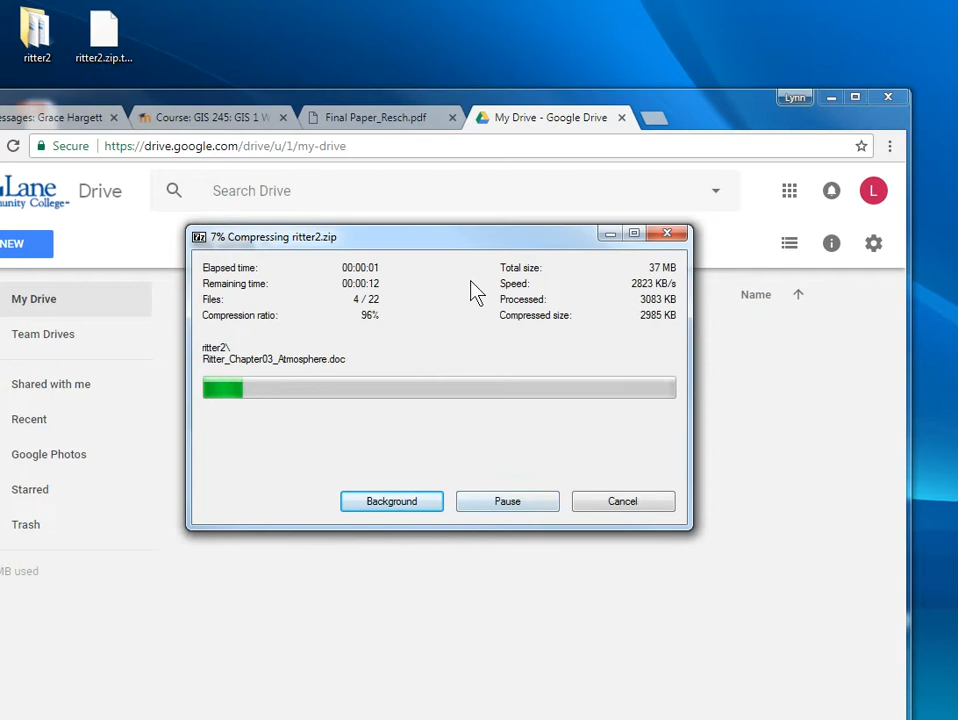 ritter2
ritter2.zip.t...
Lynn
essages: Grace Hargett
Course: GIS 245: GIS 1 W
Final Paper_Resch.pdf
My Drive - Google Drive
Secure
https://drive.google.com/drive/u/1/my-drive
Lane
munity College
Drive
Search Drive
L
NEW
7% Compressing ritter2.zip
Elapsed time: 00:00:01
Total size: 37 MB
Remaining time: 00:00:12
Speed: 2823 KB/s
Files: 4 / 22
Processed: 3083 KB
Compression ratio: 96%
Compressed size: 2985 KB
ritter2\
Ritter_Chapter03_Atmosphere.doc
Background
Pause
Cancel
My Drive
Name
Team Drives
Shared with me
Recent
Google Photos
Starred
Trash
MB used